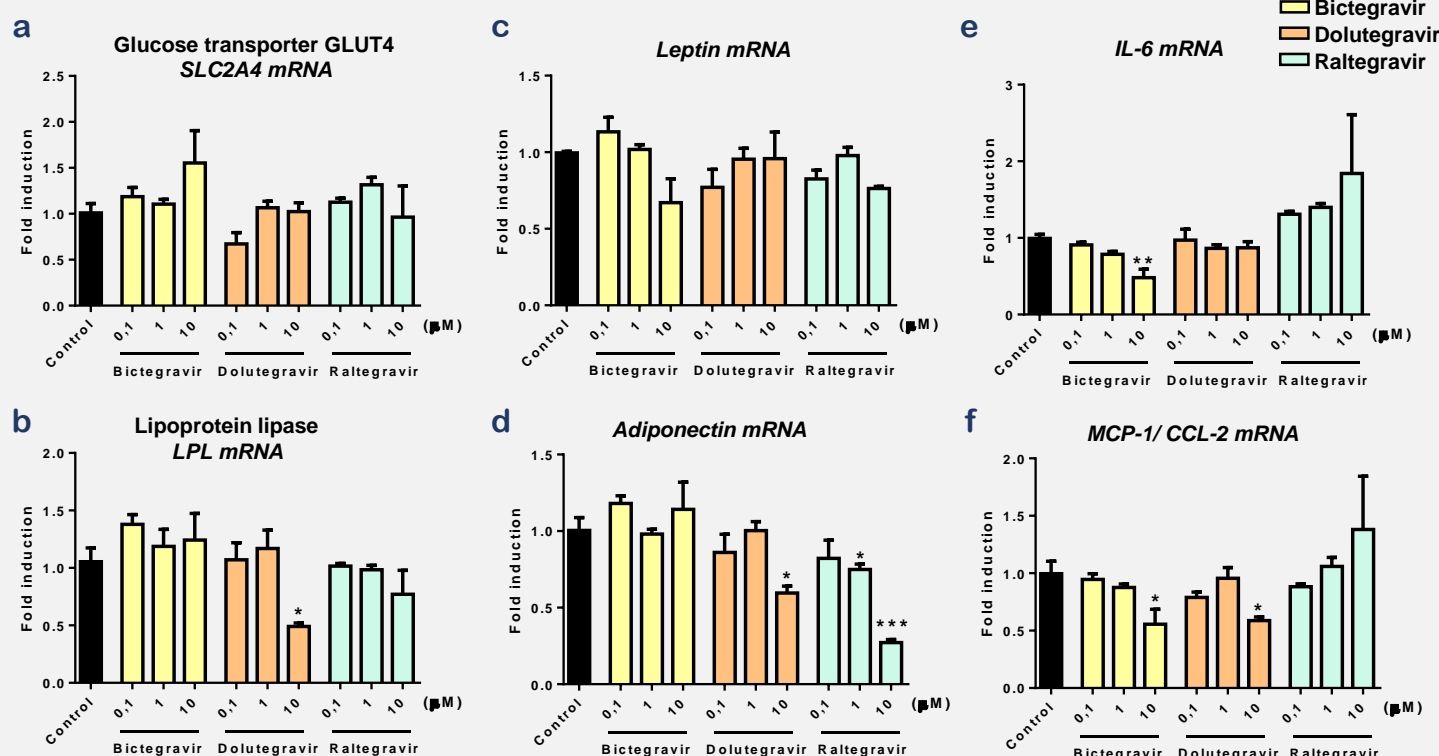 a
Glucose transporter GLUT4
SLC2A4 mRNA
Fold induction
2.5
2.0
1.5
1.0
0.5
0.0
Control
0,1
1
10
0,1
1
10
0,1
1
10
(μM)
Bictegravir
Dolutegravir
Raltegravir
c
Leptin mRNA
Fold induction
1.5
1.0
0.5
0.0
Control
0,1
1
10
0,1
1
10
0,1
1
10
(μM)
Bictegravir
Dolutegravir
Raltegravir
e
IL-6 mRNA
Bictegravir
Dolutegravir
Raltegravir
Fold induction
3
2
1
0
**
Control
0,1
1
10
0,1
1
10
0,1
1
10
(μM)
Bictegravir
Dolutegravir
Raltegravir
b
Lipoprotein lipase
LPL mRNA
Fold induction
2.0
1.5
1.0
0.5
0.0
*
Control
0,1
1
10
0,1
1
10
0,1
1
10
(μM)
Bictegravir
Dolutegravir
Raltegravir
d
Adiponectin mRNA
Fold induction
1.5
1.0
0.5
0.0
*
*
***
Control
0,1
1
10
0,1
1
10
0,1
1
10
(μM)
Bictegravir
Dolutegravir
Raltegravir
f
MCP-1/ CCL-2 mRNA
Fold induction
2.0
1.5
1.0
0.5
0.0
*
*
Control
0,1
1
10
0,1
1
10
0,1
1
10
(μM)
Bictegravir
Dolutegravir
Raltegravir